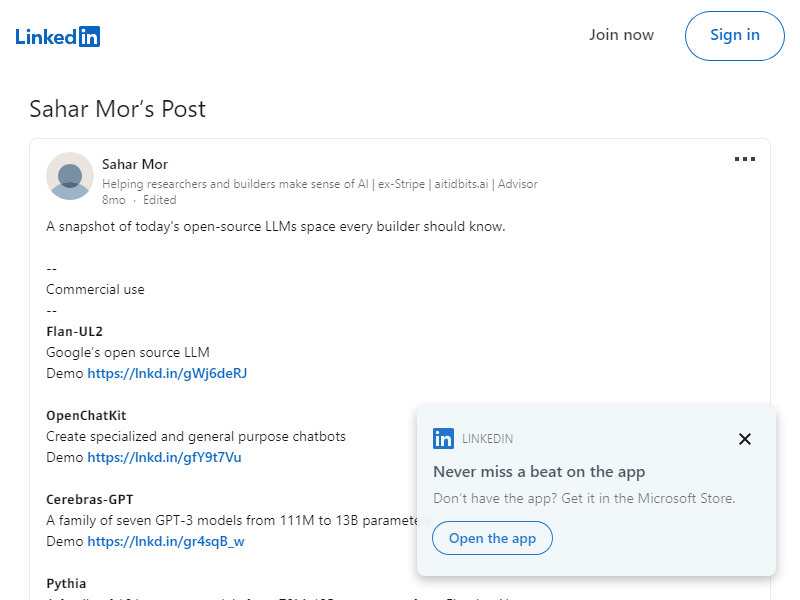 LinkedIn
Join now
Sign in
Sahar Mor's Post
Sahar Mor
Helping researchers and builders make sense of AI | ex-Stripe | aitidbits.ai | Advisor
8mo · Edited
A snapshot of today's open-source LLMs space every builder should know.
--
Commercial use
--
Flan-UL2
Google's open source LLM
Demo https://lnkd.in/gWj6deRJ
OpenChatKit
Create specialized and general purpose chatbots
Demo https://lnkd.in/gfY9t7Vu
Cerebras-GPT
A family of seven GPT-3 models from 111M to 13B
Demo https://lnkd.in/gr4sqB_w
Pythia
LINKEDIN
Never miss a beat on the app
Don't have the app? Get it in the Microsoft Store.
Open the app